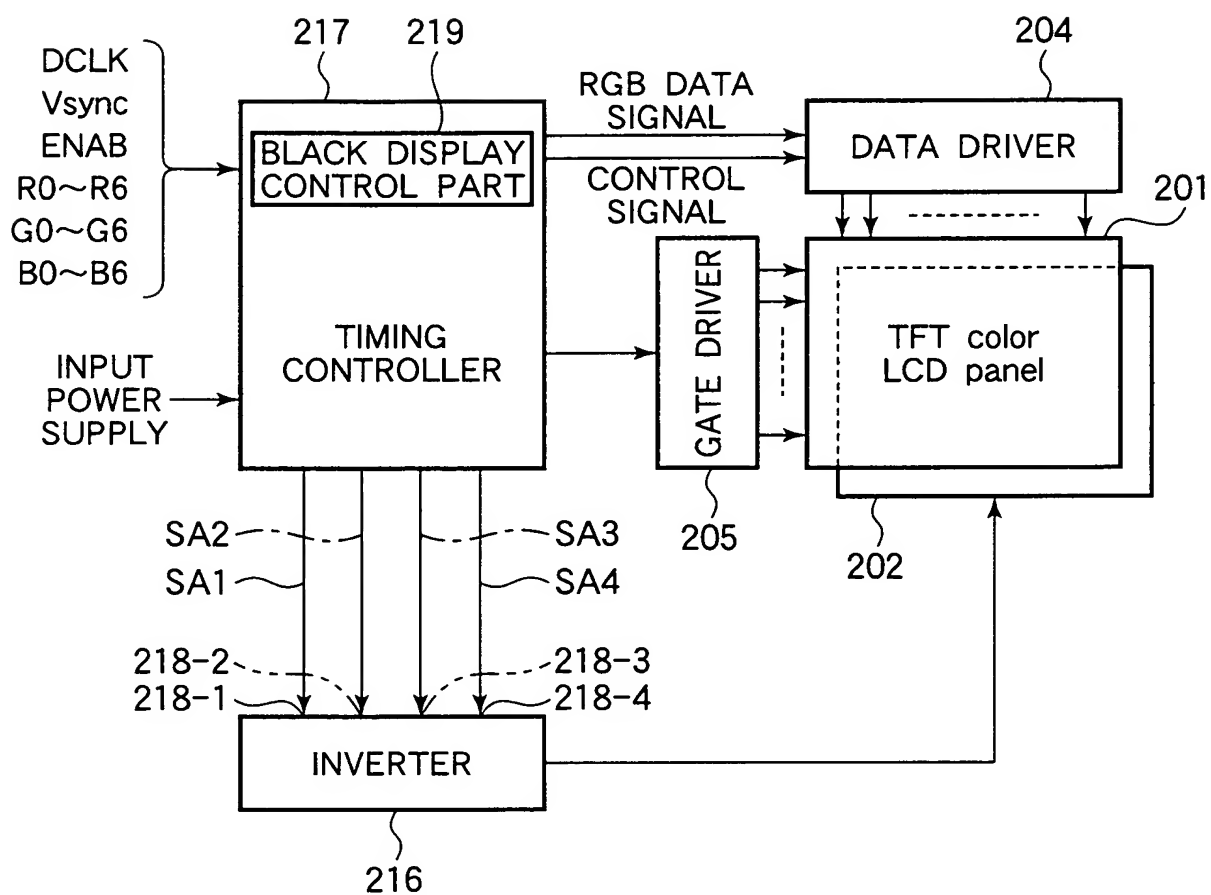 217
219
204
DCLK
Vsync
ENAB
R0~R6
G0~G6
B0~B6
BLACK DISPLAY
CONTROL PART
RGB DATA
SIGNAL
CONTROL
SIGNAL
DATA DRIVER
201
INPUT
POWER
SUPPLY
TIMING
CONTROLLER
GATE DRIVER
TFT color
LCD panel
205
202
SA2
SA3
SA1
SA4
218-2
218-3
218-1
218-4
INVERTER
216